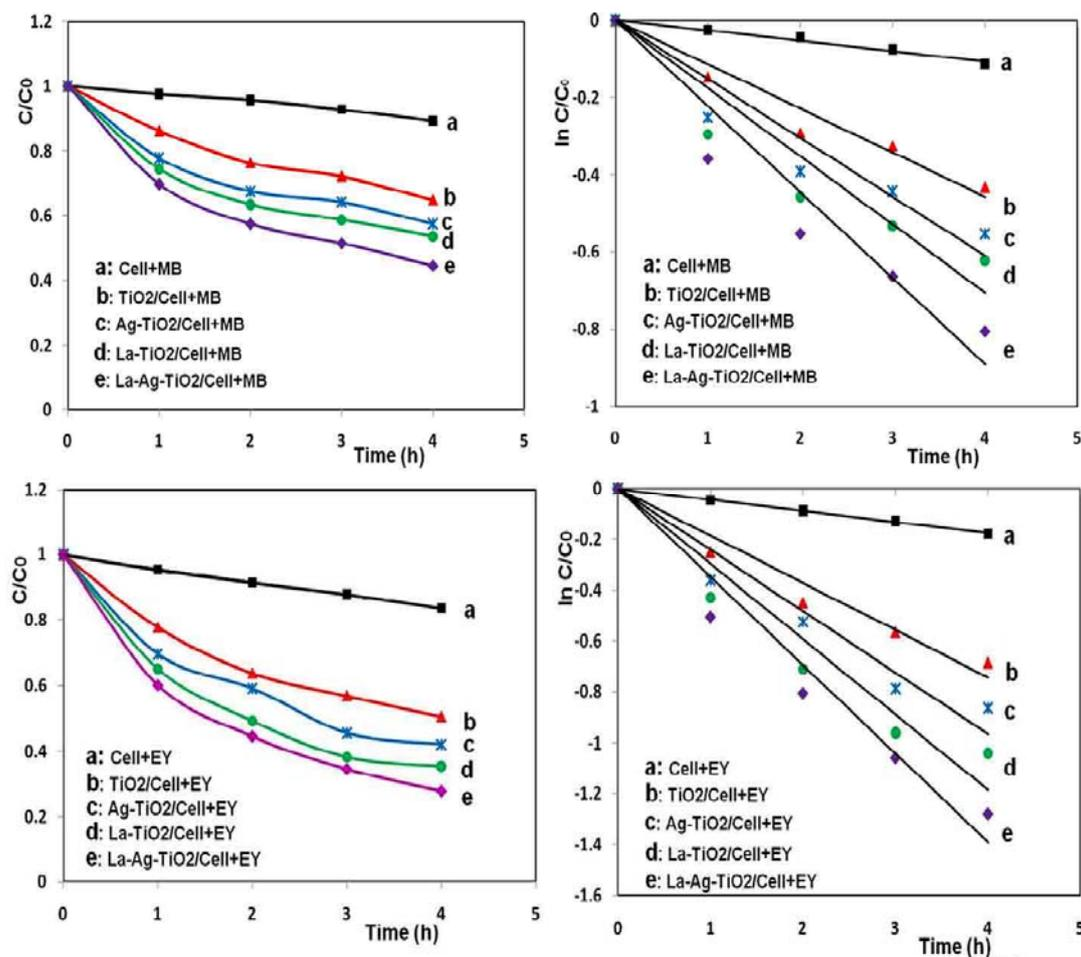 1.2
1
0.8
0.6
0.4
0.2
0
C/C0
a
b
c
d
e
a: Cell+MB
b: TiO2/Cell+MB
c: Ag-TiO2/Cell+MB
d: La-TiO2/Cell+MB
e: La-Ag-TiO2/Cell+MB
0 1 2 3 4 5
Time (h)
0
-0.2
-0.4
-0.6
-0.8
-1
ln C/C0
a
b
c
d
e
a: Cell+MB
b: TiO2/Cell+MB
c: Ag-TiO2/Cell+MB
d: La-TiO2/Cell+MB
e: La-Ag-TiO2/Cell+MB
0 1 2 3 4 5
Time (h)
1.2
1
0.8
0.6
0.4
0.2
0
C/C0
a
b
c
d
e
a: Cell+EY
b: TiO2/Cell+EY
c: Ag-TiO2/Cell+EY
d: La-TiO2/Cell+EY
e: La-Ag-TiO2/Cell+EY
0 1 2 3 4 5
Time (h)
0
-0.2
-0.4
-0.6
-0.8
-1
-1.2
-1.4
-1.6
ln C/C0
a
b
c
d
e
a: Cell+EY
b: TiO2/Cell+EY
c: Ag-TiO2/Cell+EY
d: La-TiO2/Cell+EY
e: La-Ag-TiO2/Cell+EY
0 1 2 3 4 5
Time (h)